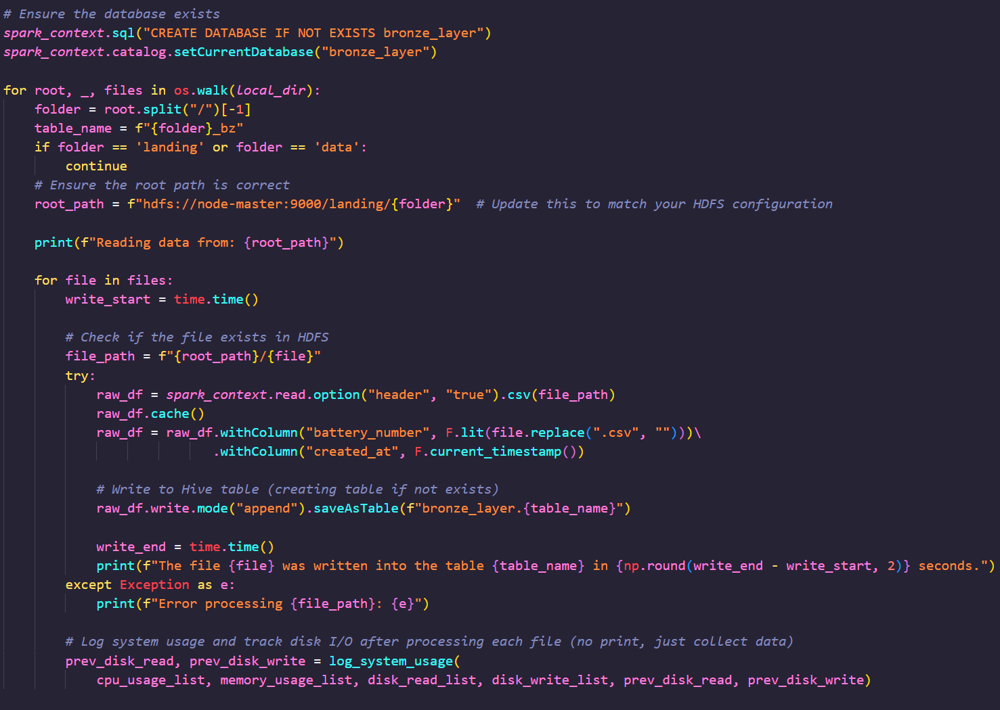 # Ensure the database exists
spark_context.sql("CREATE DATABASE IF NOT EXISTS bronze_layer")
spark_context.catalog.setCurrentDatabase("bronze_layer")

for root, _, files in os.walk(local_dir):
    folder = root.split("/")[-1]
    table_name = f"{folder}_bz"
    if folder == 'landing' or folder == 'data':
        continue
    # Ensure the root path is correct
    root_path = f"hdfs://node-master:9000/landing/{folder}"  # Update this to match your HDFS configuration

    print(f"Reading data from: {root_path}")

    for file in files:
        write_start = time.time()

        # Check if the file exists in HDFS
        file_path = f"{root_path}/{file}"
        try:
            raw_df = spark_context.read.option("header", "true").csv(file_path)
            raw_df.cache()
            raw_df = raw_df.withColumn("battery_number", F.lit(file.replace(".csv", "")))\
                           .withColumn("created_at", F.current_timestamp())

            # Write to Hive table (creating table if not exists)
            raw_df.write.mode("append").saveAsTable(f"bronze_layer.{table_name}")

            write_end = time.time()
            print(f"The file {file} was written into the table {table_name} in {np.round(write_end - write_start, 2)} seconds.")
        except Exception as e:
            print(f"Error processing {file_path}: {e}")

        # Log system usage and track disk I/O after processing each file (no print, just collect data)
        prev_disk_read, prev_disk_write = log_system_usage(
            cpu_usage_list, memory_usage_list, disk_read_list, disk_write_list, prev_disk_read, prev_disk_write)